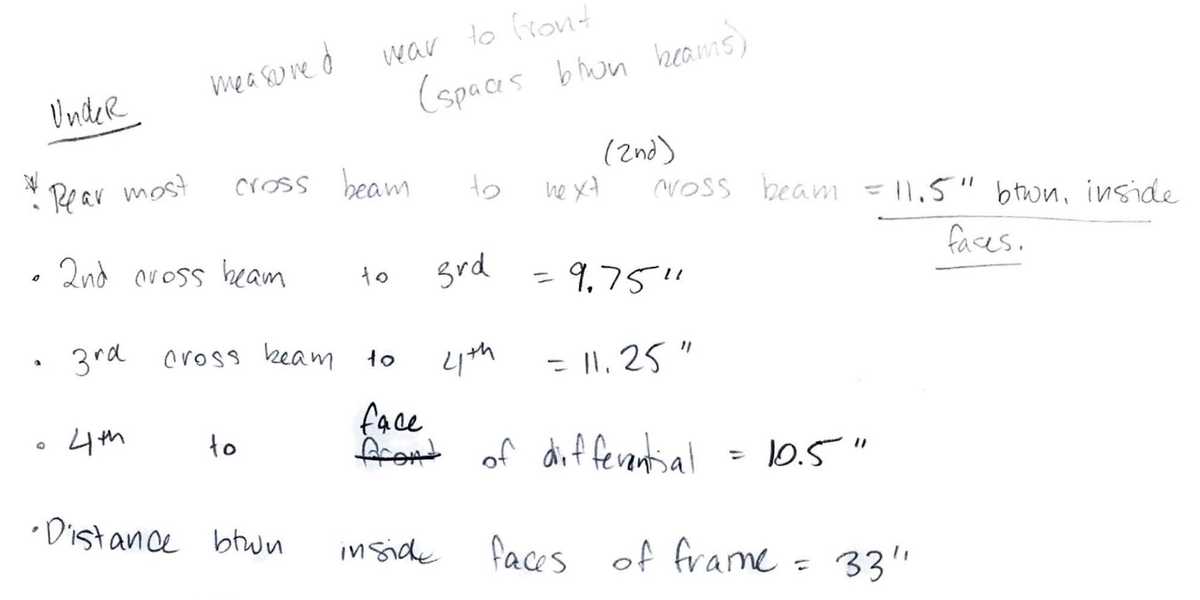 measured rear to front
(spaces btwn beams)
UndeR
(2nd)
* Rear most cross beam to next cross beam = 11.5" btwn. inside
faces.
• 2nd cross beam to 3rd = 9.75"
• 3rd cross beam to 4th = 11.25"
face
• 4th to front of differential = 10.5"
• Distance btwn inside faces of frame = 33"